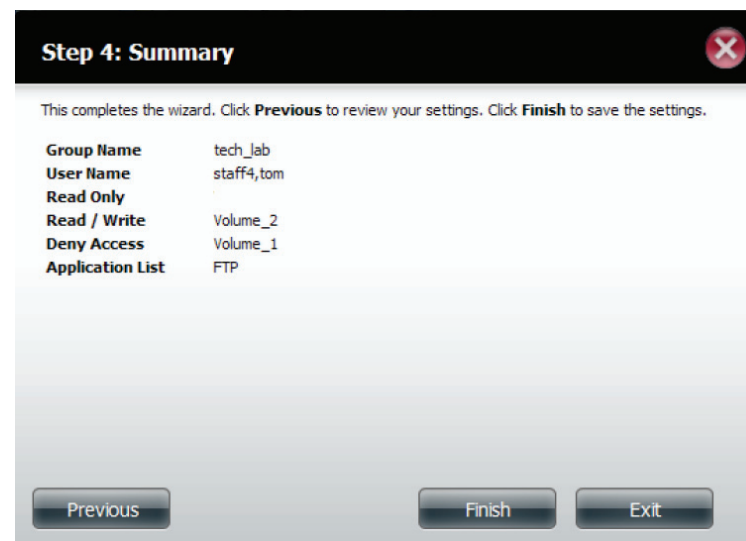 Step 4: Summary
This completes the wizard. Click Previous to review your settings. Click Finish to save the settings.
Group Name tech_lab
User Name staff4,tom
Read Only
Read / Write Volume_2
Deny Access Volume_1
Application List FTP
Previous Finish Exit